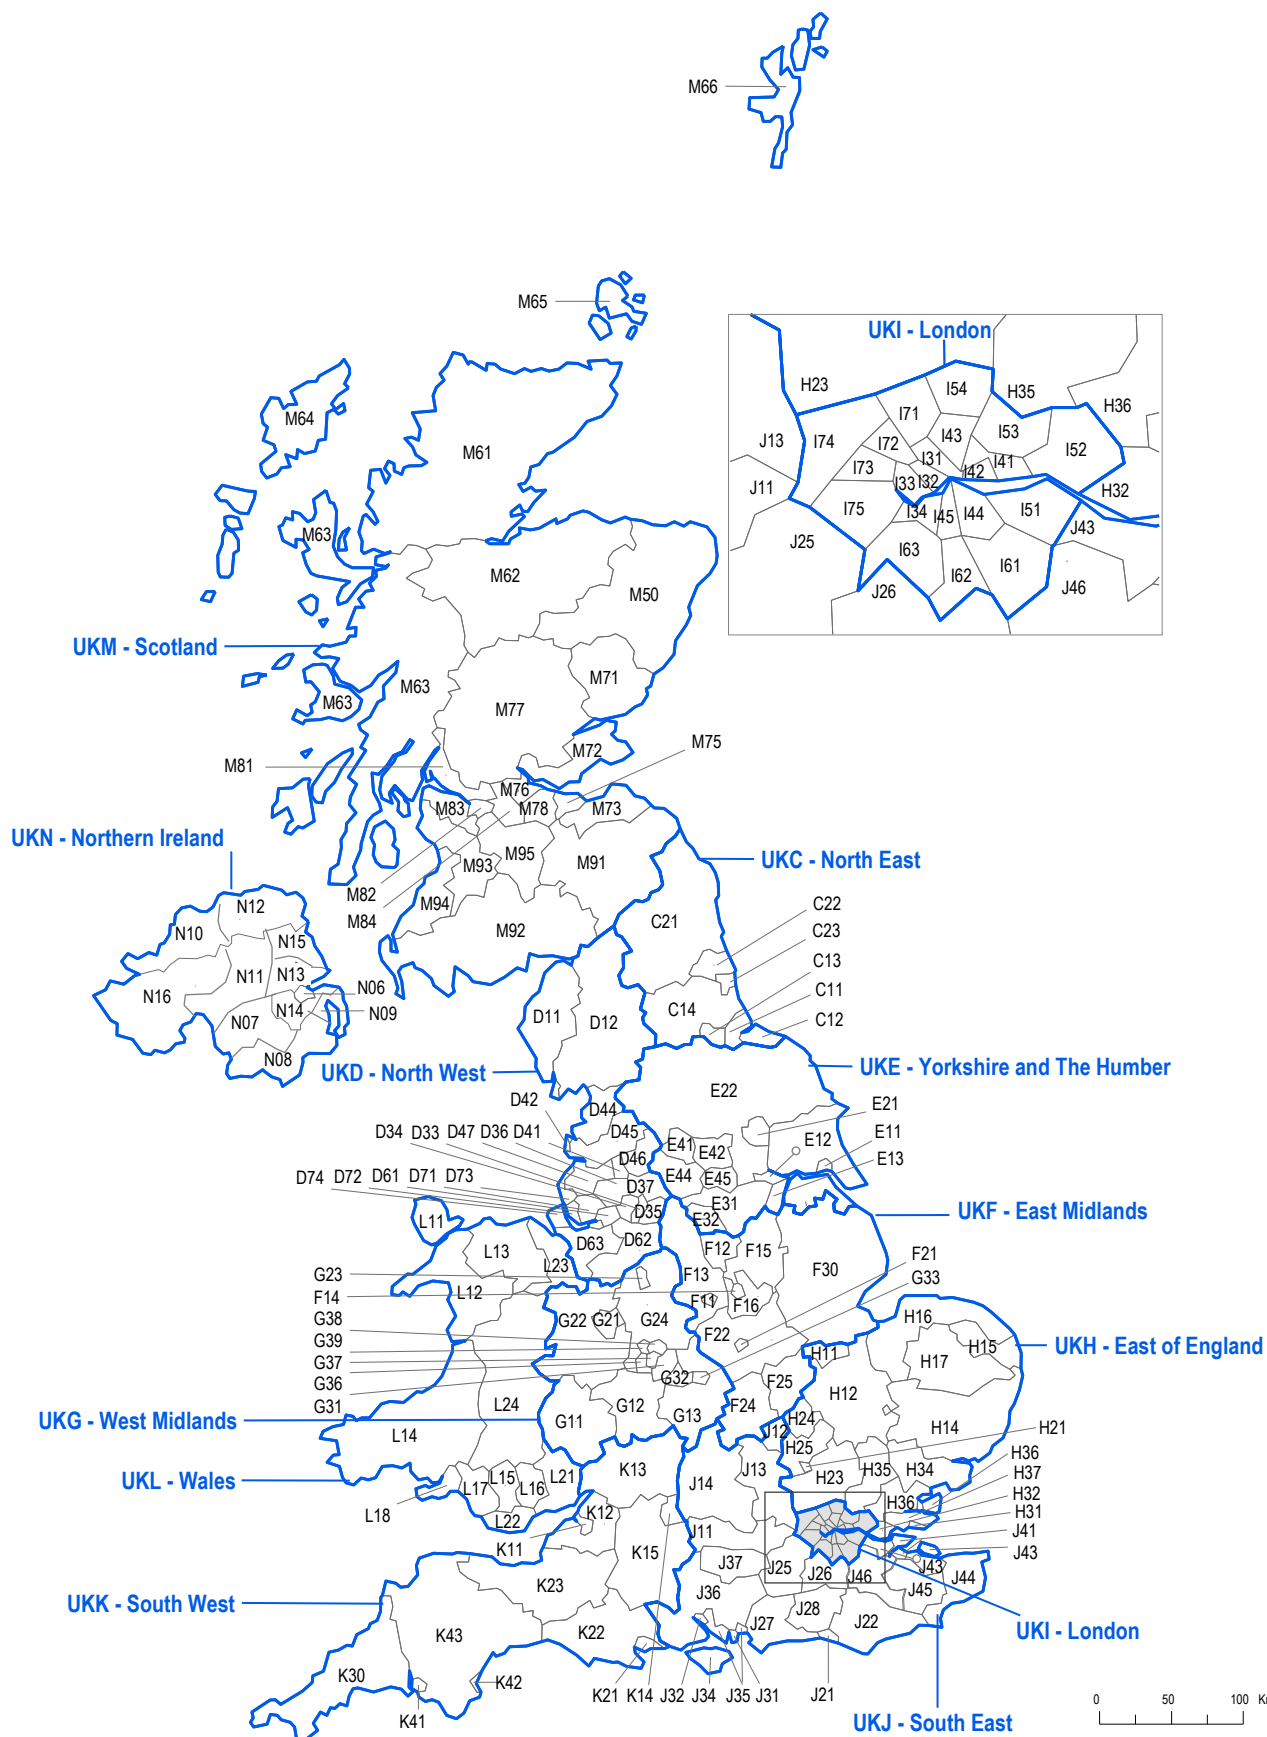 M66
M65
UKI - London
H23
I54
H35
H36
M64
I71
J13
I74
I72
I43
I53
I52
M61
I31
I73
I42
I41
J11
I33
I32
H32
I75
I34
I45
I44
I51
J43
M63
J25
I63
I62
I61
J26
J46
M62
M50
UKM - Scotland
M71
M63
M63
M77
M75
M81
M72
M76
M83
M78
M73
UKN - Northern Ireland
M95
M93
M91
UKC - North East
M82
M84
M94
M92
N12
C22
C21
C23
N10
N15
C13
N11
N13
N06
C11
N16
N14
N09
C14
C12
N07
D11
D12
N08
UKD - North West
UKE - Yorkshire and The Humber
E22
D42
D44
E21
D34 D33 D47 D36 D41
D45
E41
E12
E11
E42
D46
E13
D74 D72 D61 D71 D73
E44
E45
D37
E31
D35
E32
UKF - East Midlands
L11
D63
D62
L13
F12
F15
L23
F21
G23
F13
F30
G33
F14
L12
F11
F16
G38
G22
G21
G24
H16
G39
F22
H15
UKH - East of England
G37
H11
H17
G36
G32
F25
H12
G31
L24
G12
G13
F24
UKG - West Midlands
G11
H24
L14
J12
H14
H21
H25
H36
UKL - Wales
K13
J13
H23
H35
H34
H37
L17
L15
L16
L21
J14
H36
H32
L18
L22
K12
H31
K11
J11
J41
K15
J37
J25
J26
J46
J43
J43
J44
K23
J36
J45
UKK - South West
J28
J27
J22
K43
K22
UKI - London
K30
K42
K21
K14
J32
J34
J35
J31
J21
K41
UKJ - South East
0
50
100